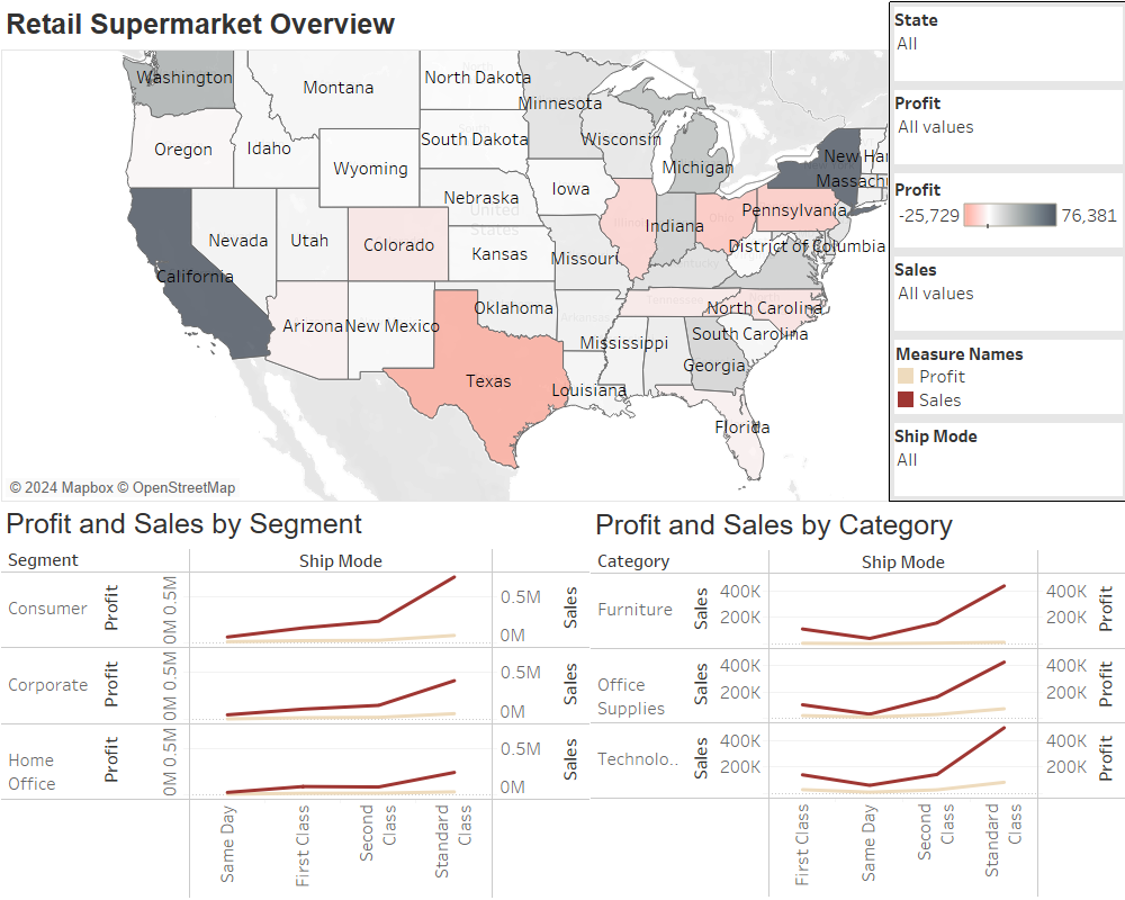 Retail Supermarket Overview
Washington
Montana
North Dakota
Minnesota
Oregon
Idaho
South Dakota
Wisconsin
Wyoming
Michigan
New Har
Massachu
Nebraska
Iowa
United
States
Illinois
Indiana
Ohio
Pennsylvania
Nevada
Utah
Colorado
Kansas
Missouri
District of Columbia
California
Kentucky
Arizona
New Mexico
Oklahoma
Arkansas
Tennessee
North
North Carolina
Mississippi
South Carolina
Texas
Louisiana
Georgia
Florida
© 2024 Mapbox © OpenStreetMap
State
All
Profit
All values
Profit
-25,729 76,381
Sales
All values
Measure Names
Profit
Sales
Ship Mode
All
Profit and Sales by Segment
Segment
Ship Mode
Consumer
Profit
0M 0.5M
0.5M
0M
Sales
Corporate
Profit
0M 0.5M
0.5M
0M
Sales
Home
Office
Profit
0M 0.5M
0.5M
0M
Sales
Same Day
First Class
Second
Class
Standard
Class
Profit and Sales by Category
Category
Ship Mode
Furniture
Sales
400K
200K
400K
200K
Profit
Office
Supplies
Sales
400K
200K
400K
200K
Profit
Technolo..
Sales
400K
200K
400K
200K
Profit
First Class
Same Day
Second
Class
Standard
Class